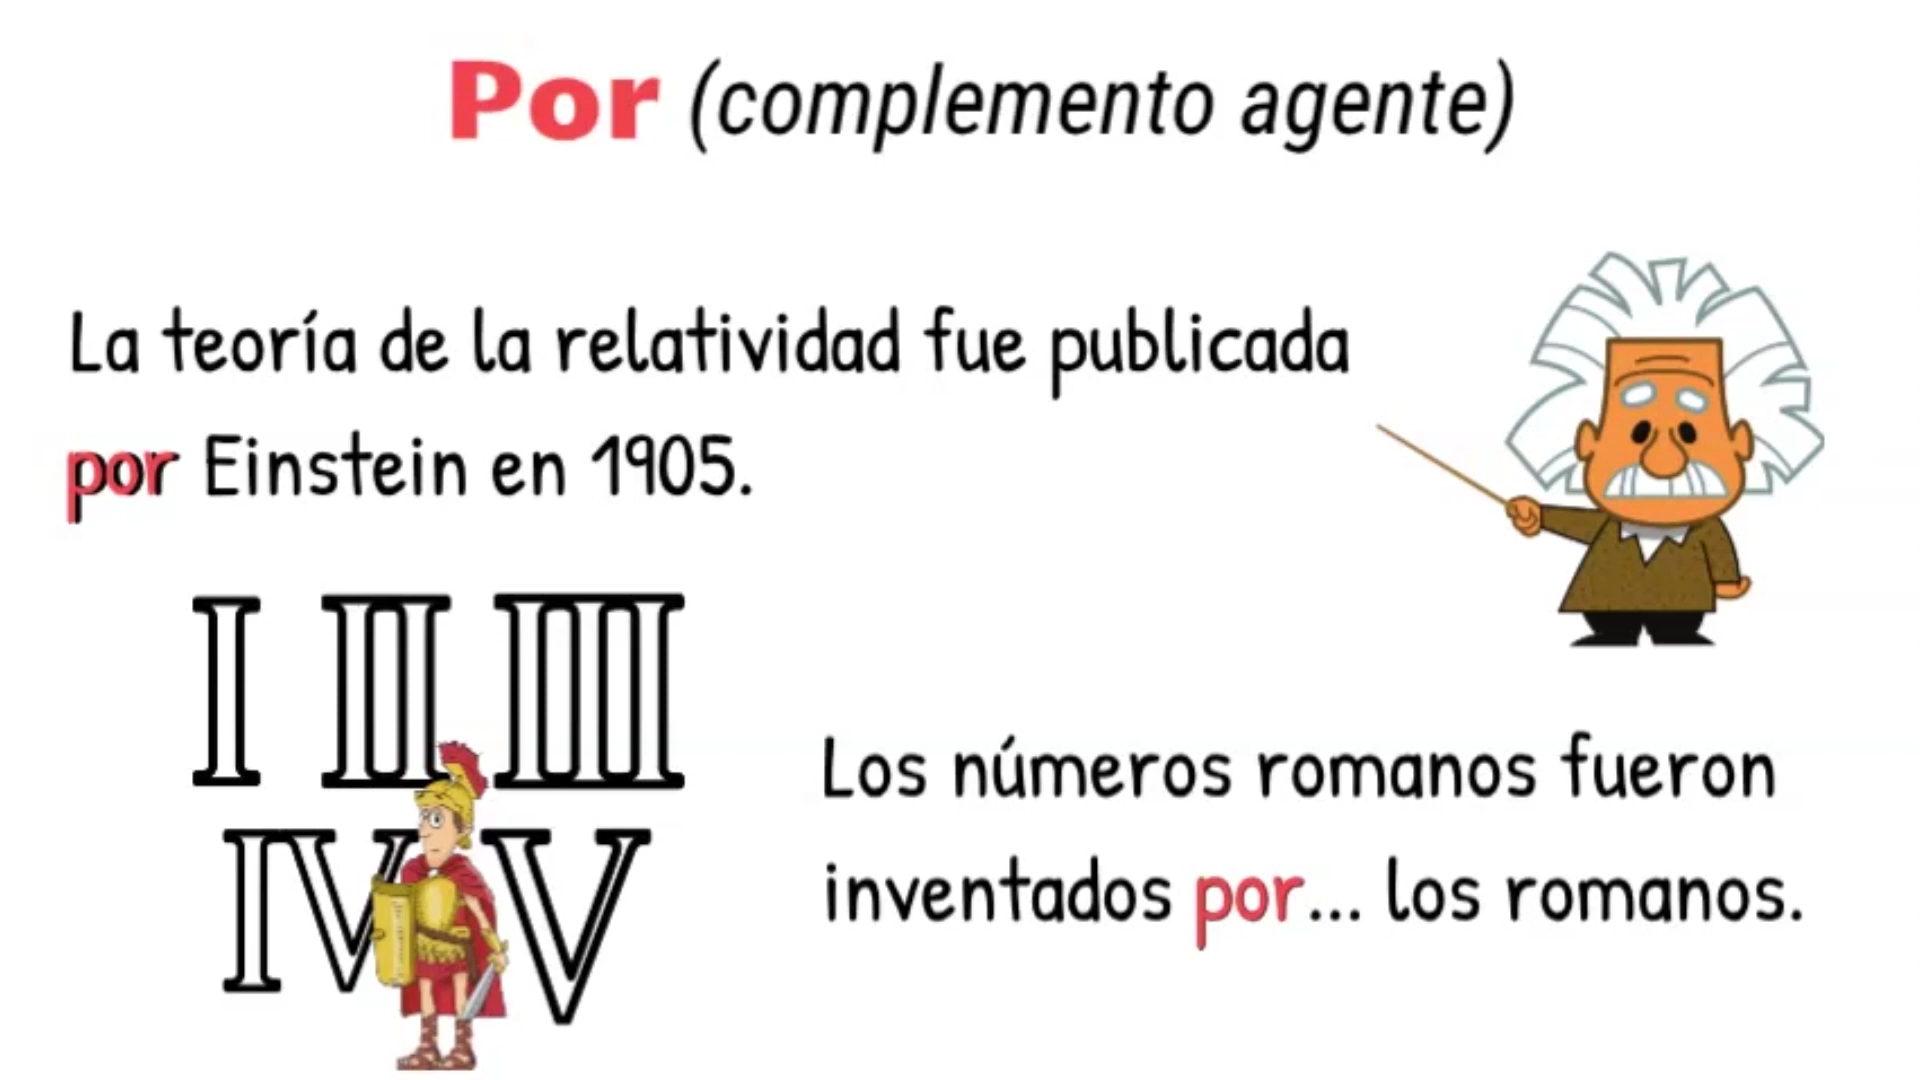 Por (complemento agente)
La teoría de la relatividad fue publicada
por Einstein en 1905.
I II III
IV V
Los números romanos fueron
inventados por... los romanos.